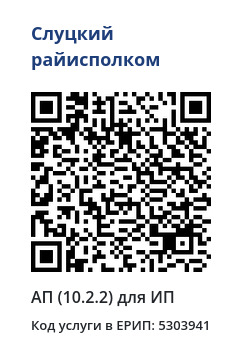 Слуцкий
райисполком
АП (10.2.2) для ИП
Код услуги в ЕРИП: 5303941